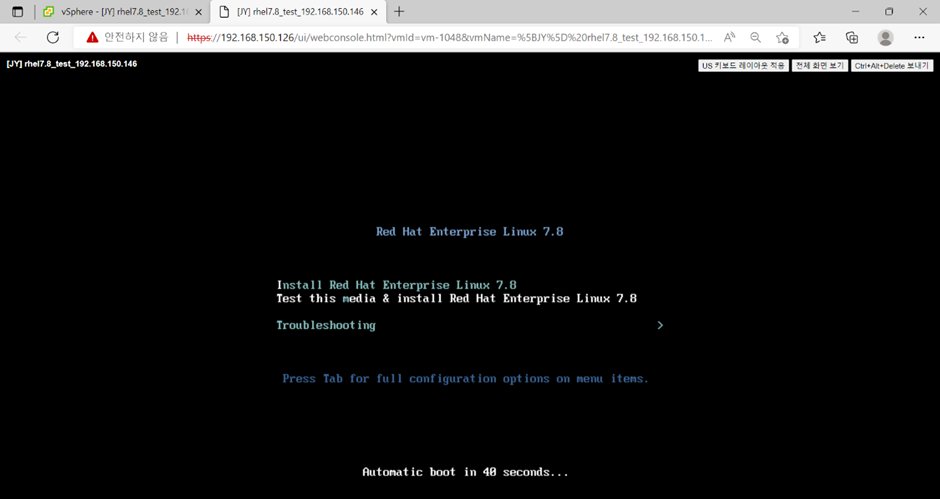 vSphere - [JY] rhel7.8_test_192.16
[JY] rhel7.8_test_192.168.150.146
안전하지 않음 | https://192.168.150.126/ui/webconsole.html?vmId=vm-1048&vmName=%5BJY%5D%20rhel7.8_test_192.168.150.1...
[JY] rhel7.8_test_192.168.150.146
US 키보드 레이아웃 적용
전체 화면 보기
Ctrl+Alt+Delete 보내기
Red Hat Enterprise Linux 7.8
Install Red Hat Enterprise Linux 7.8
Test this media & install Red Hat Enterprise Linux 7.8
Troubleshooting >
Press Tab for full configuration options on menu items.
Automatic boot in 40 seconds...